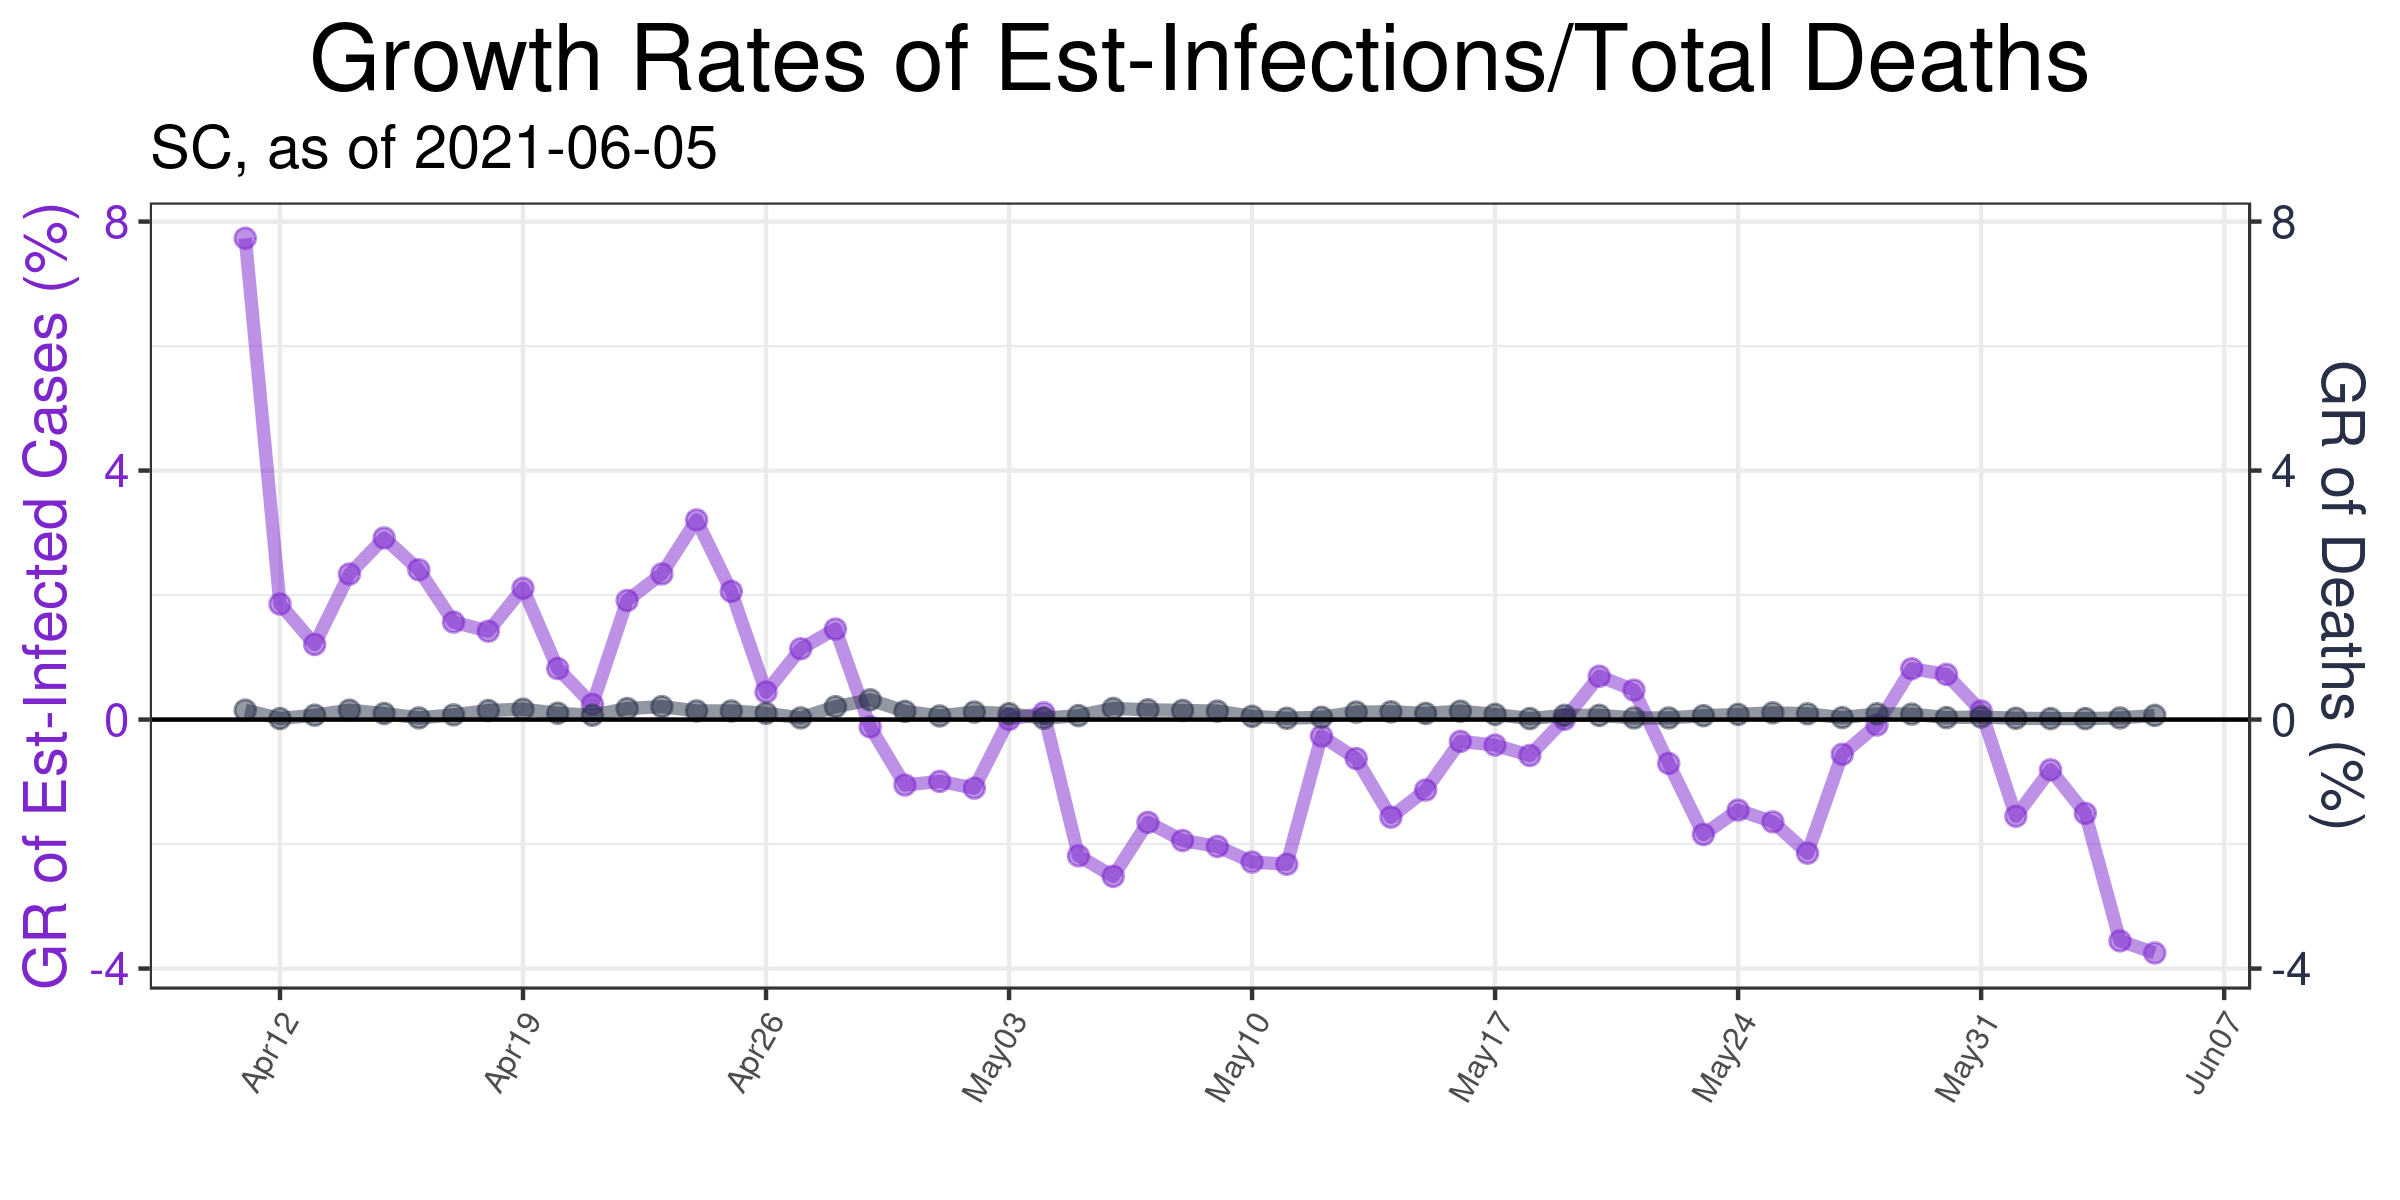 Growth Rates of Est-Infections/Total Deaths
SC, as of 2021-06-05
GR of Est-Infected Cases (%)
8
4
0
-4
8
4
0
-4
GR of Deaths (%)
Apr12
Apr19
Apr26
May03
May10
May17
May24
May31
Jun07